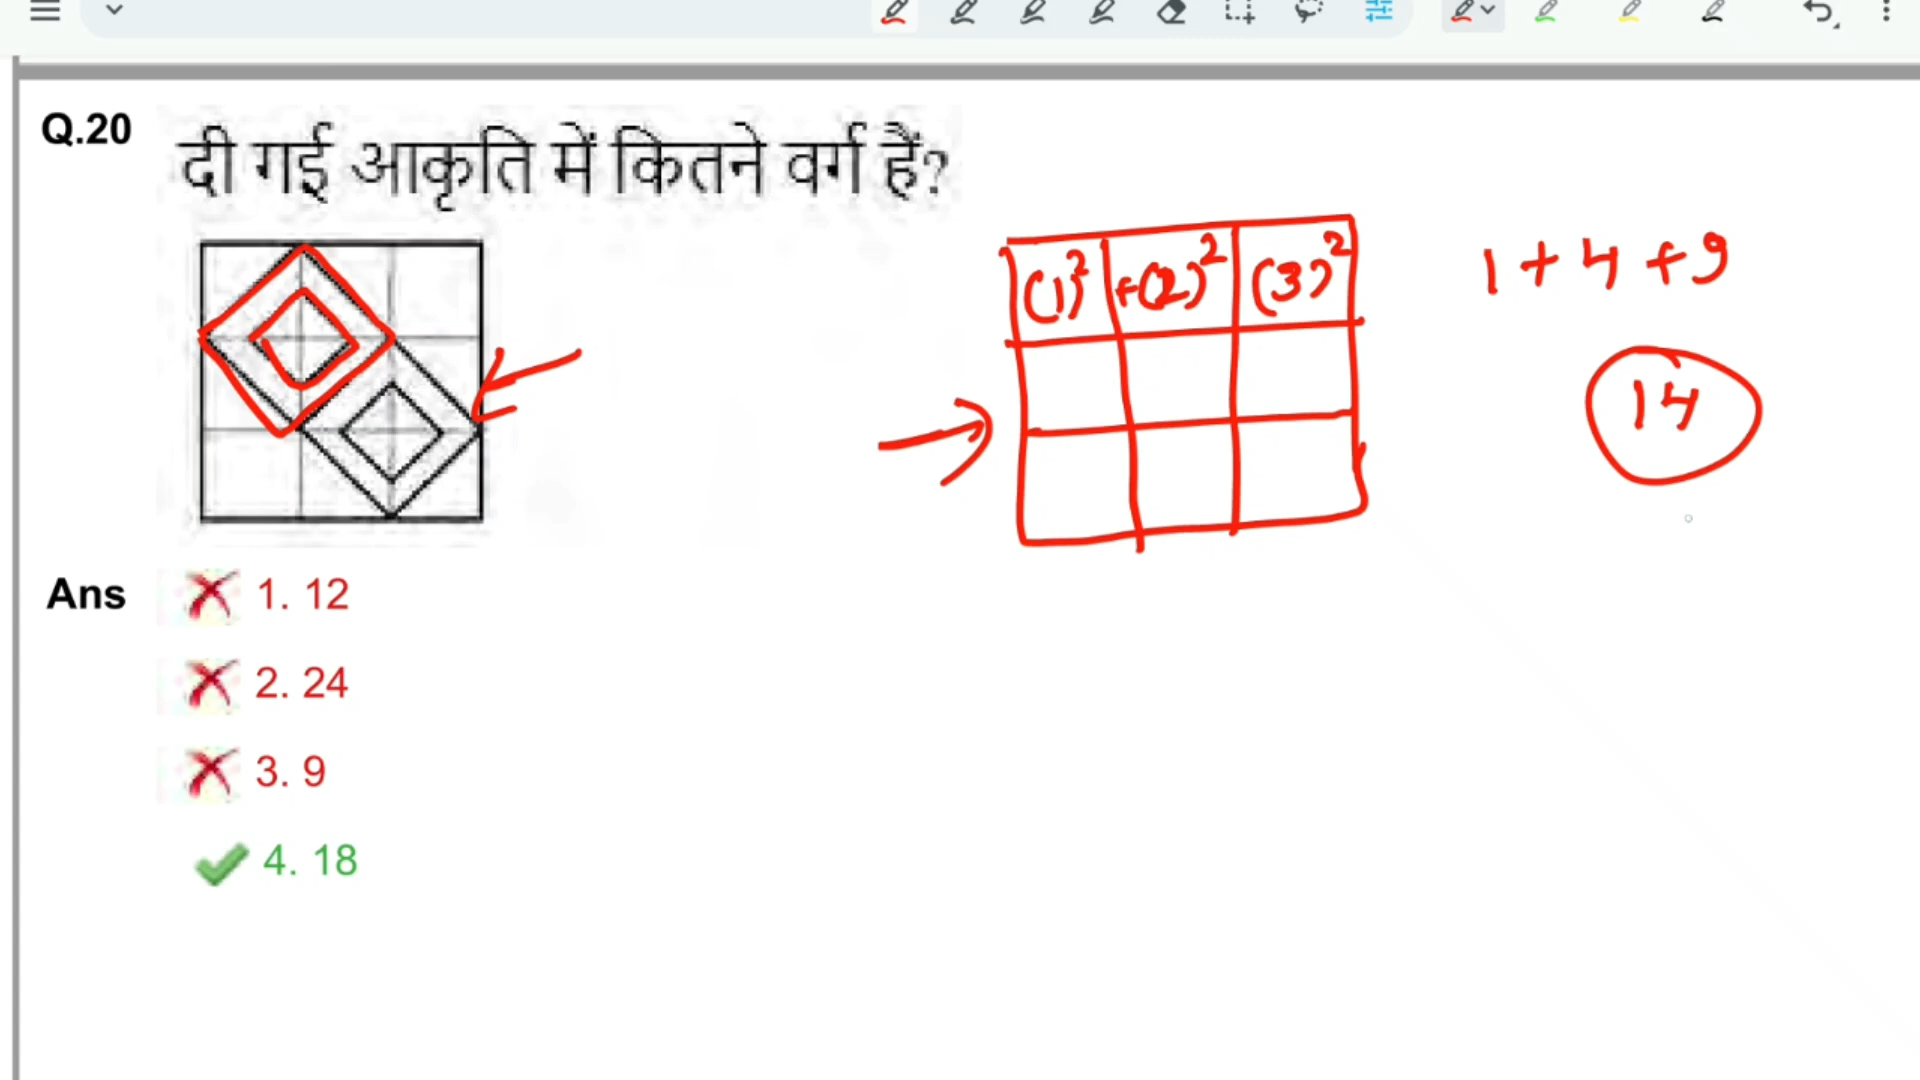 Q.20 दी गई आकृति में कितने वर्ग हैं?
(1)² +(2)² (3)²
1 + 4 + 9
14
Ans 1. 12
2. 24
3. 9
4. 18